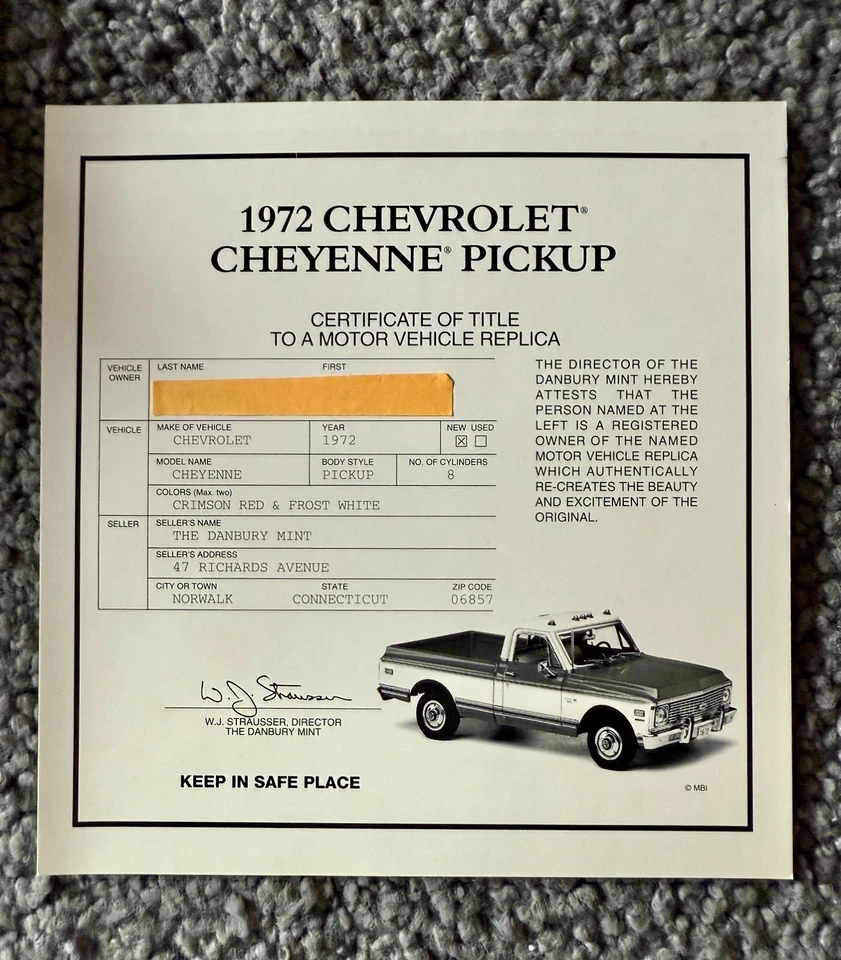 1972 CHEVROLET®
CHEYENNE® PICKUP
CERTIFICATE OF TITLE
TO A MOTOR VEHICLE REPLICA
VEHICLE OWNER
LAST NAME FIRST
VEHICLE
MAKE OF VEHICLE YEAR NEW USED
CHEVROLET 1972 ☒ ☐
MODEL NAME BODY STYLE NO. OF CYLINDERS
CHEYENNE PICKUP 8
COLORS (Max. two)
CRIMSON RED & FROST WHITE
SELLER
SELLER'S NAME
THE DANBURY MINT
SELLER'S ADDRESS
47 RICHARDS AVENUE
CITY OR TOWN STATE ZIP CODE
NORWALK CONNECTICUT 06857
THE DIRECTOR OF THE
DANBURY MINT HEREBY
ATTESTS THAT THE
PERSON NAMED AT THE
LEFT IS A REGISTERED
OWNER OF THE NAMED
MOTOR VEHICLE REPLICA
WHICH AUTHENTICALLY
RE-CREATES THE BEAUTY
AND EXCITEMENT OF THE
ORIGINAL.
W. J. Strausser
W.J. STRAUSSER, DIRECTOR
THE DANBURY MINT
1972
KEEP IN SAFE PLACE
© MBI